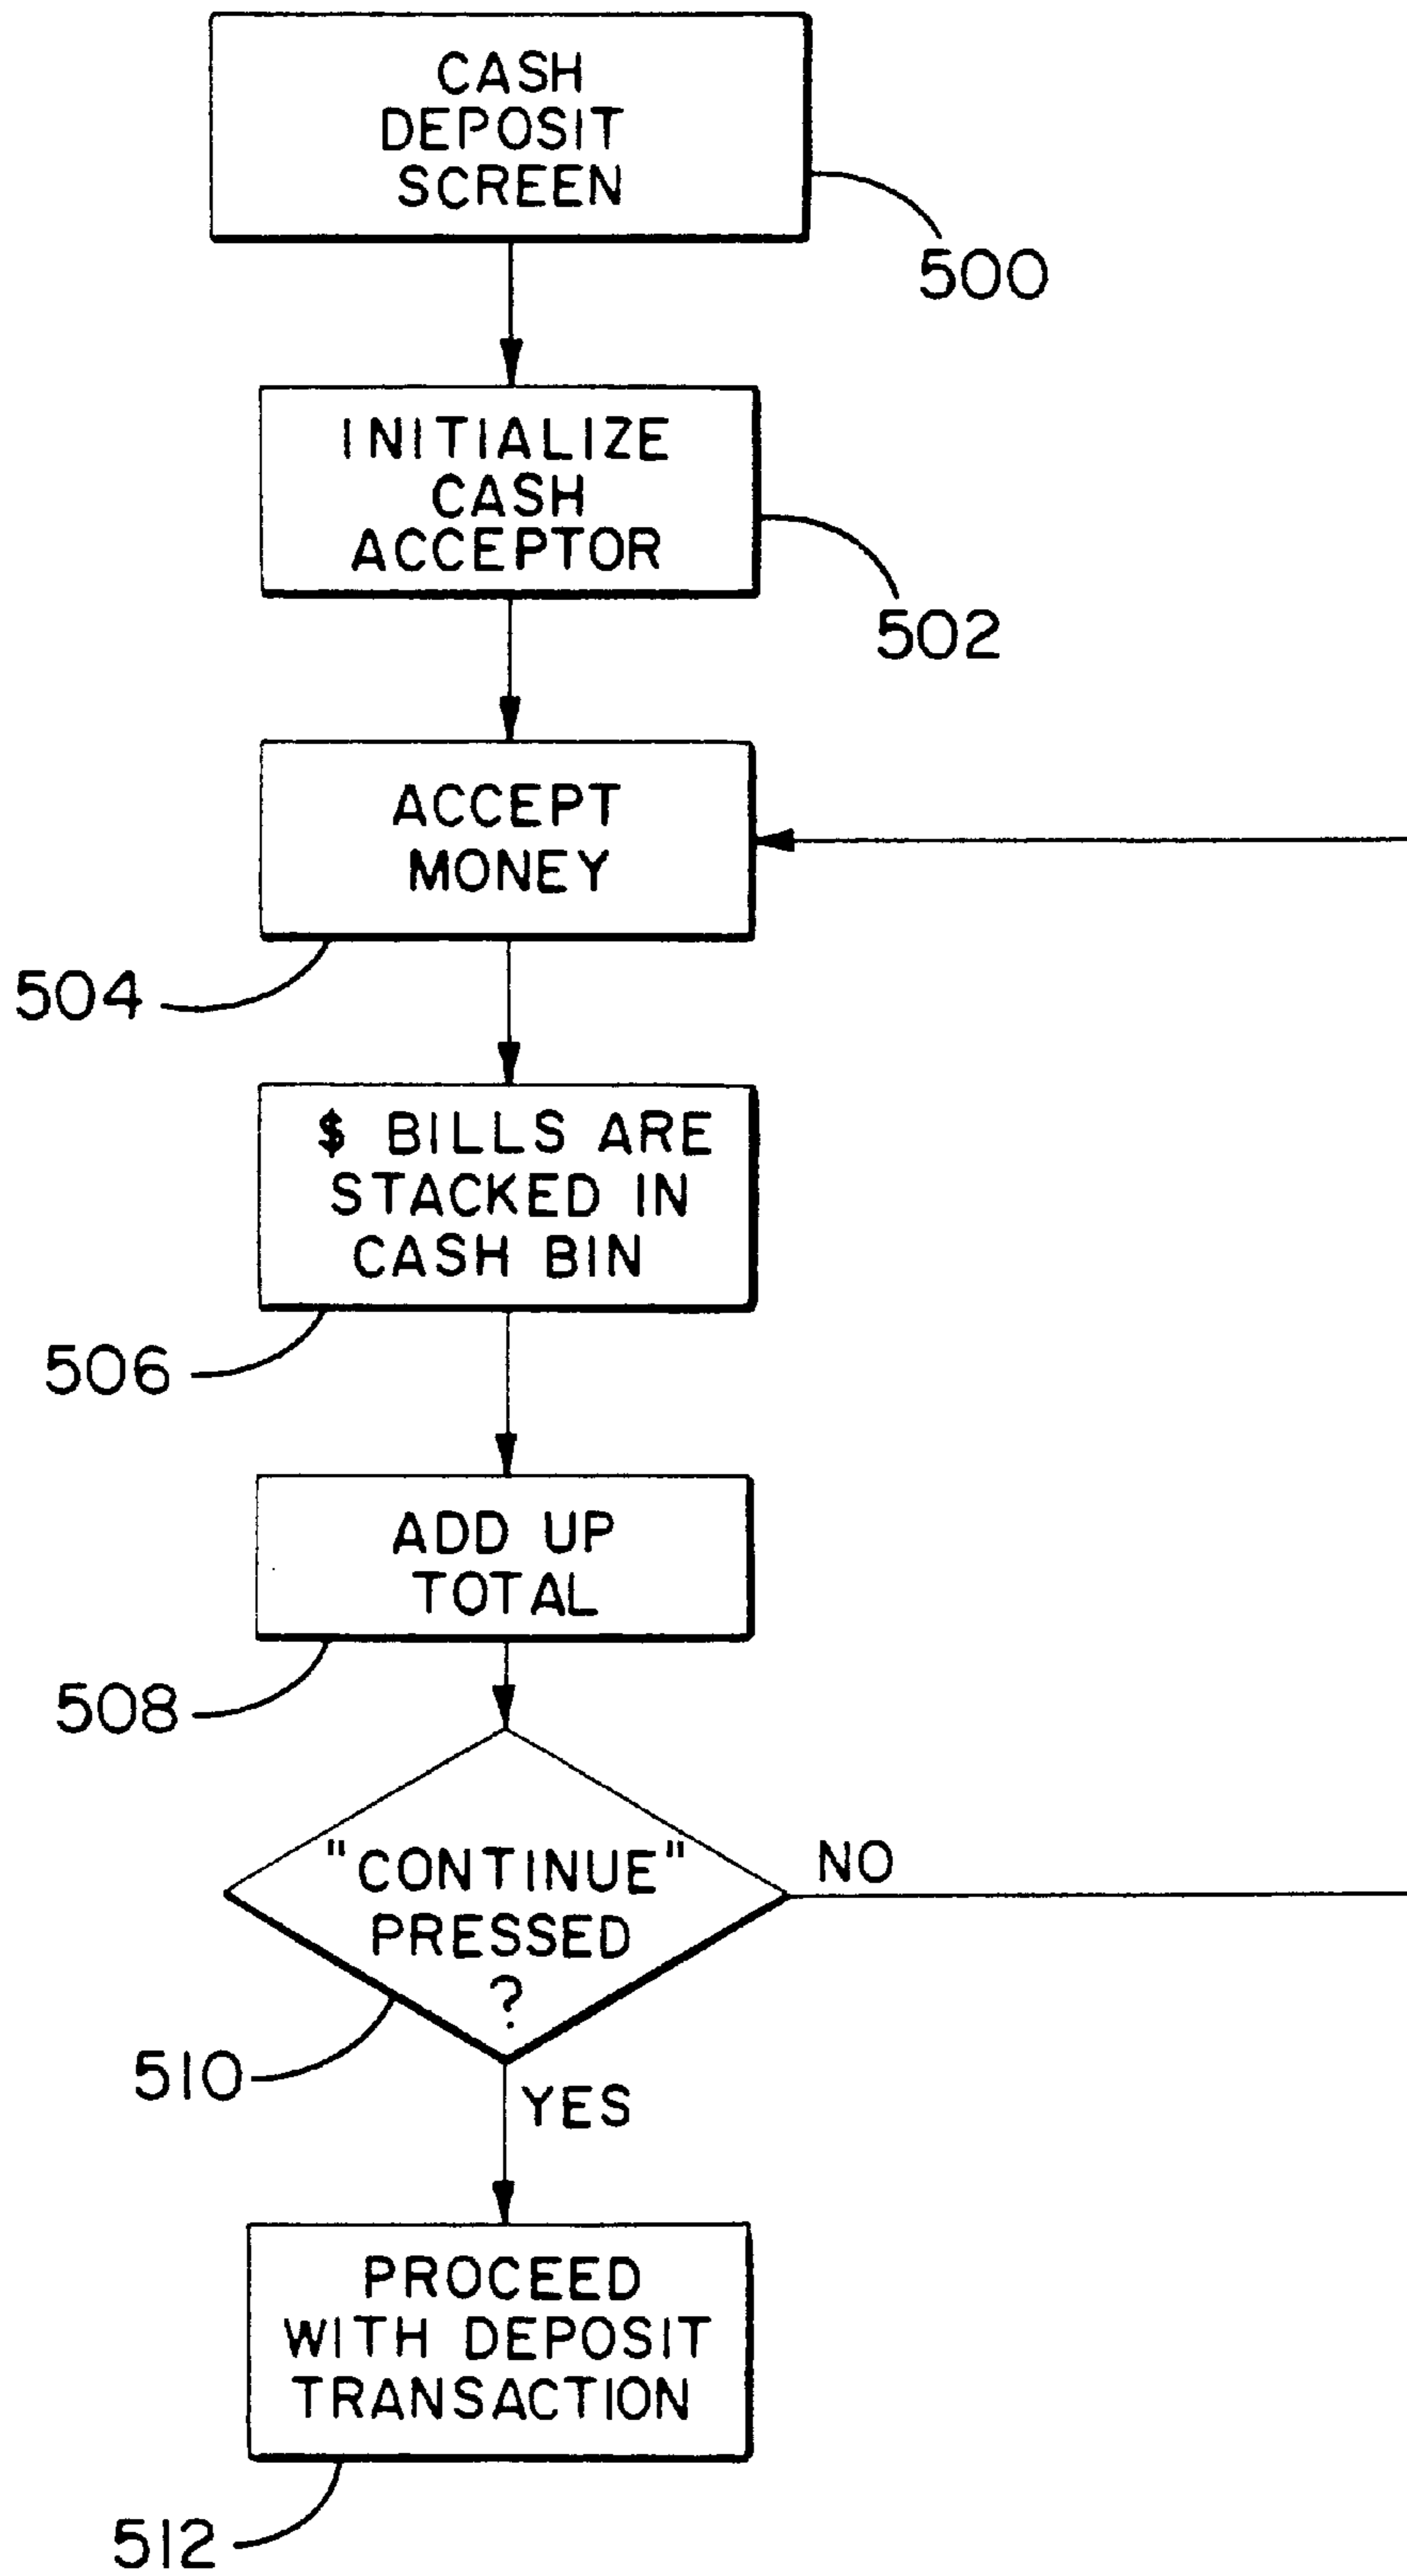 CASH
DEPOSIT
SCREEN
500
INITIALIZE
CASH
ACCEPTOR
502
ACCEPT
MONEY
504
$ BILLS ARE
STACKED IN
CASH BIN
506
ADD UP
TOTAL
508
"CONTINUE"
PRESSED
?
NO
510
YES
PROCEED
WITH DEPOSIT
TRANSACTION
512